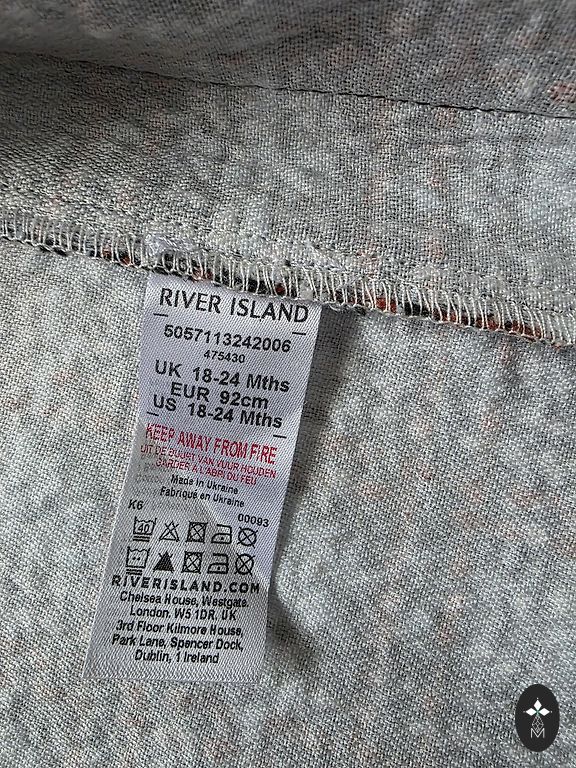 RIVER ISLAND
5057113242006
475430
UK 18-24 Mths
EUR 92cm
US 18-24 Mths
KEEP AWAY FROM FIRE
UIT DE BUURT VAN VUUR HOUDEN
GARDER À L'ABRI DU FEU
Made in Ukraine
Fabriqué en Ukraine
K6 00093
40
RIVERISLAND.COM
Chelsea House, Westgate,
London, W5 1DR, UK
3rd Floor Kilmore House,
Park Lane, Spencer Dock,
Dublin, 1 Ireland
M